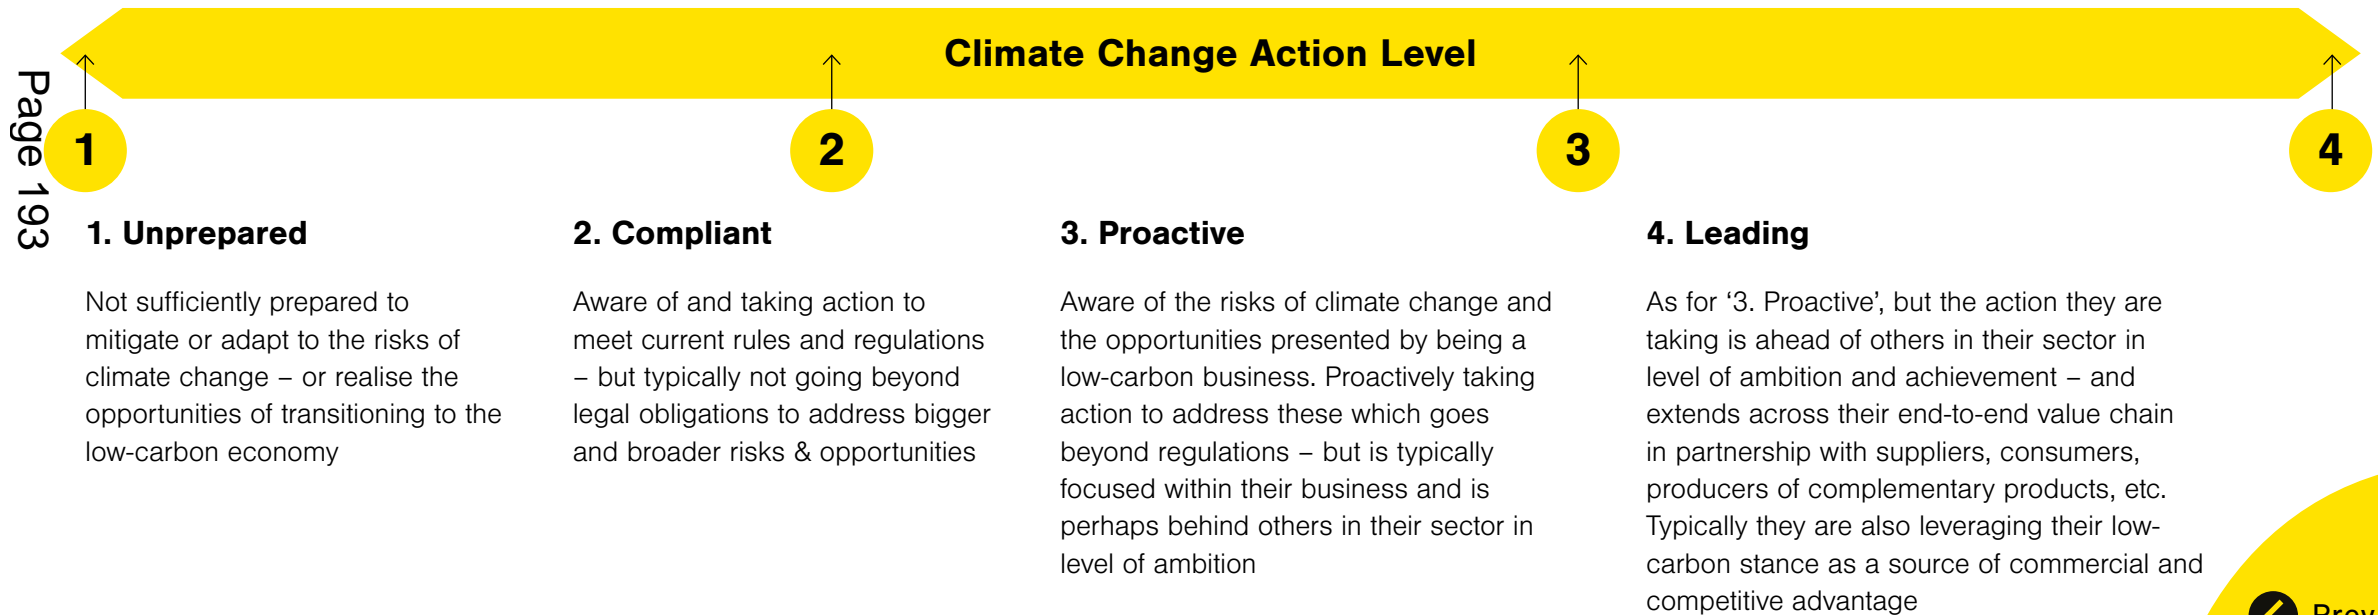 Climate Change Action Level
Page 193
1
2
3
4
1. Unprepared
Not sufficiently prepared to
mitigate or adapt to the risks of
climate change – or realise the
opportunities of transitioning to the
low-carbon economy
2. Compliant
Aware of and taking action to
meet current rules and regulations
– but typically not going beyond
legal obligations to address bigger
and broader risks & opportunities
3. Proactive
Aware of the risks of climate change and
the opportunities presented by being a
low-carbon business. Proactively taking
action to address these which goes
beyond regulations – but is typically
focused within their business and is
perhaps behind others in their sector in
level of ambition
4. Leading
As for ‘3. Proactive’, but the action they are
taking is ahead of others in their sector in
level of ambition and achievement – and
extends across their end-to-end value chain
in partnership with suppliers, consumers,
producers of complementary products, etc.
Typically they are also leveraging their low-
carbon stance as a source of commercial and
competitive advantage